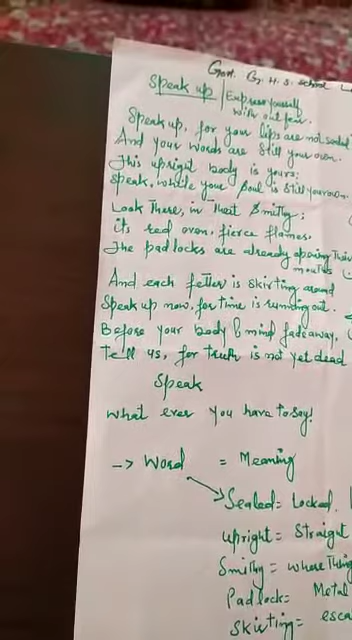 Govt. G. H. S. school
Speak up / Express yourself
with out fear.
Speak up, for your lips are not sealed
And your words are still your own.
This upright body is yours;
speak, while your soul is still your own.
Look There, in Their Smithy;
its red oven, fierce flames.
The pad locks are already opening Their
mouths
And each fetter is skirting around
Speak up now, for time is running out.
Before your body & mind fade away,
tell us, for truth is not yet dead
Speak
what ever you have to say!
-> Word = Meaning
Sealed = Locked.
upright = Straight
Smithy = where Thing
Padlock = Metal
Skirting = esca